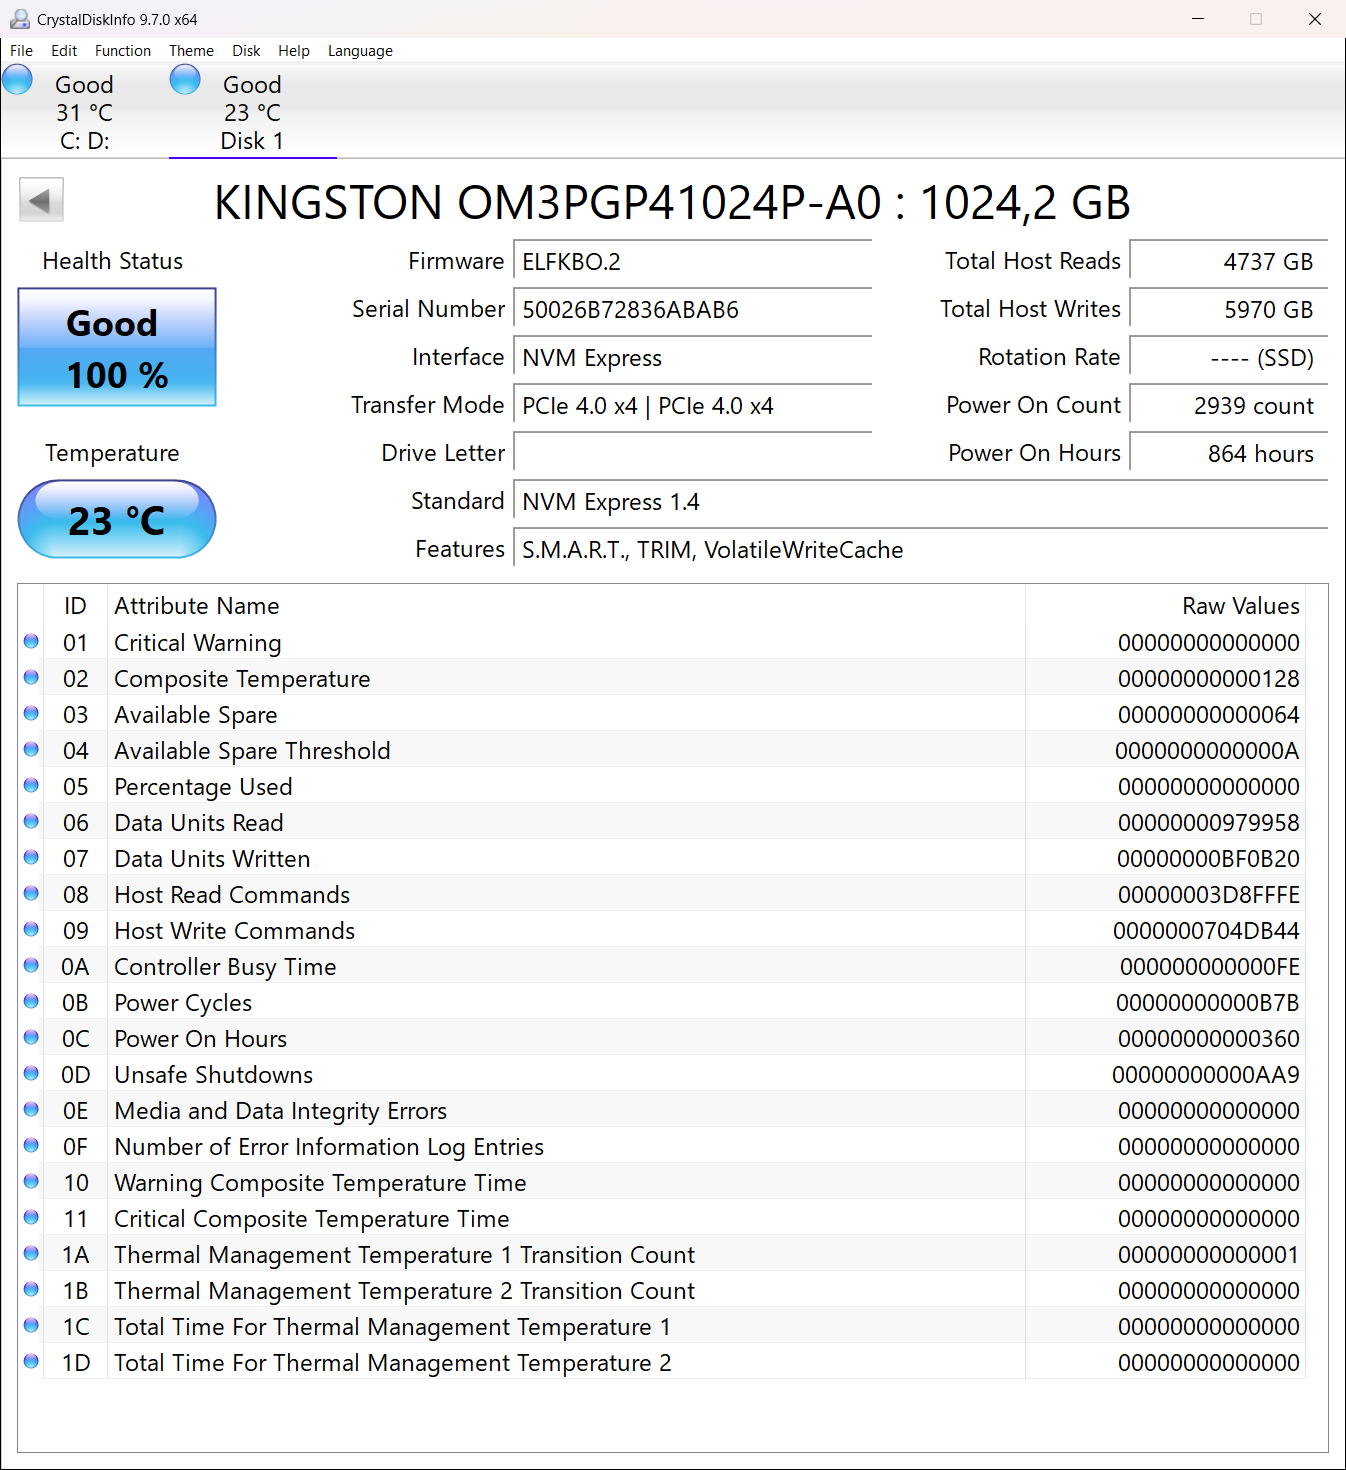 CrystalDiskInfo 9.7.0 x64
File Edit Function Theme Disk Help Language
Good
31 °C
C: D:
Good
23 °C
Disk 1
KINGSTON OM3PGP41024P-A0 : 1024,2 GB
Health Status
Good
100 %
Temperature
23 °C
Firmware ELFKBO.2
Serial Number 50026B72836ABAB6
Interface NVM Express
Transfer Mode PCIe 4.0 x4 | PCIe 4.0 x4
Drive Letter
Standard NVM Express 1.4
Features S.M.A.R.T., TRIM, VolatileWriteCache
Total Host Reads 4737 GB
Total Host Writes 5970 GB
Rotation Rate ---- (SSD)
Power On Count 2939 count
Power On Hours 864 hours
ID Attribute Name Raw Values
01 Critical Warning 00000000000000
02 Composite Temperature 00000000000128
03 Available Spare 00000000000064
04 Available Spare Threshold 0000000000000A
05 Percentage Used 00000000000000
06 Data Units Read 00000000979958
07 Data Units Written 00000000BF0B20
08 Host Read Commands 00000003D8FFFE
09 Host Write Commands 0000000704DB44
0A Controller Busy Time 000000000000FE
0B Power Cycles 00000000000B7B
0C Power On Hours 00000000000360
0D Unsafe Shutdowns 00000000000AA9
0E Media and Data Integrity Errors 00000000000000
0F Number of Error Information Log Entries 00000000000000
10 Warning Composite Temperature Time 00000000000000
11 Critical Composite Temperature Time 00000000000000
1A Thermal Management Temperature 1 Transition Count 00000000000001
1B Thermal Management Temperature 2 Transition Count 00000000000000
1C Total Time For Thermal Management Temperature 1 00000000000000
1D Total Time For Thermal Management Temperature 2 00000000000000